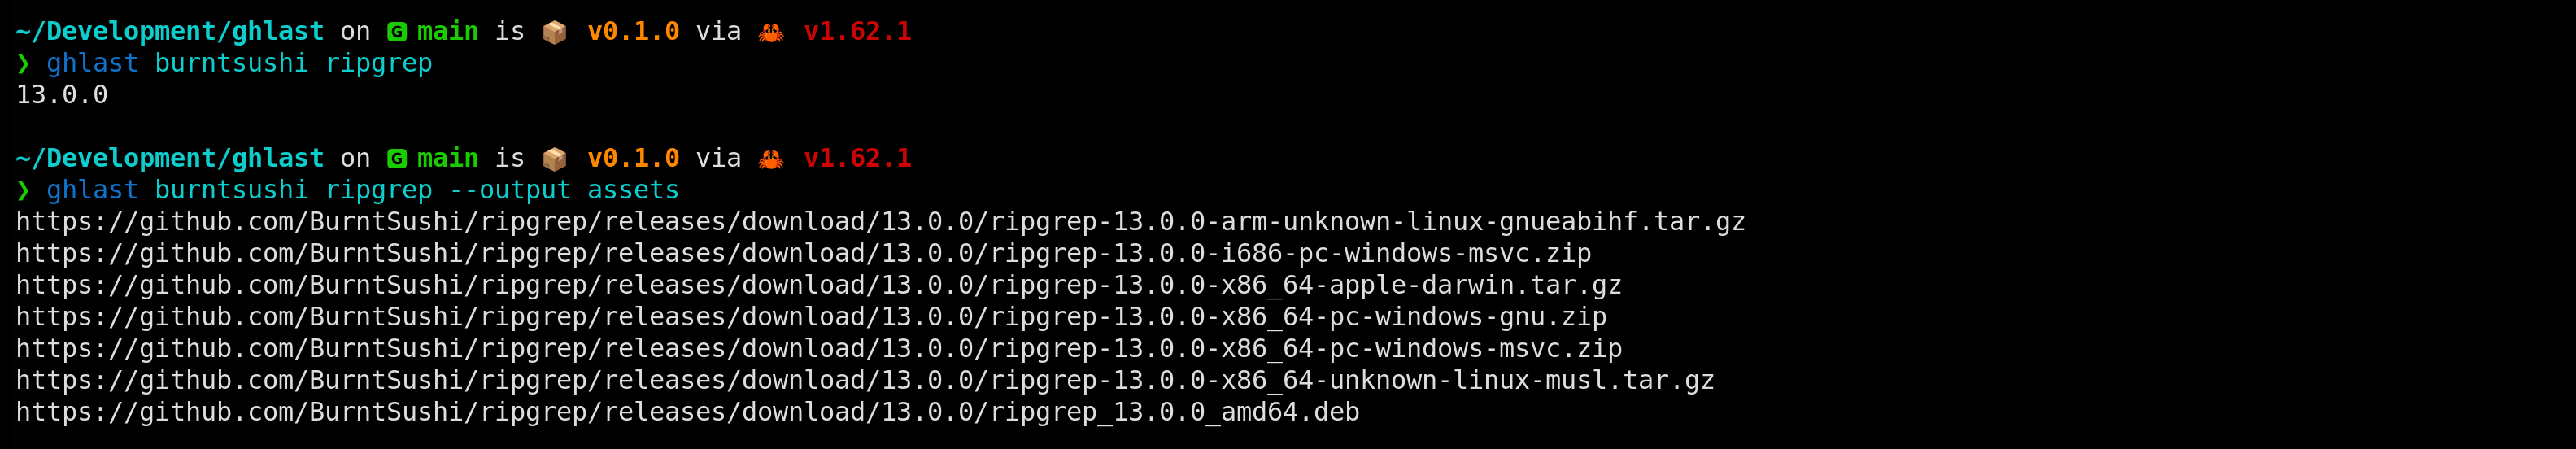 ~/Development/ghlast on G main is 📦 v0.1.0 via 🦀 v1.62.1
❯ ghlast burntsushi ripgrep
13.0.0
~/Development/ghlast on G main is 📦 v0.1.0 via 🦀 v1.62.1
❯ ghlast burntsushi ripgrep --output assets
https://github.com/BurntSushi/ripgrep/releases/download/13.0.0/ripgrep-13.0.0-arm-unknown-linux-gnueabihf.tar.gz
https://github.com/BurntSushi/ripgrep/releases/download/13.0.0/ripgrep-13.0.0-i686-pc-windows-msvc.zip
https://github.com/BurntSushi/ripgrep/releases/download/13.0.0/ripgrep-13.0.0-x86_64-apple-darwin.tar.gz
https://github.com/BurntSushi/ripgrep/releases/download/13.0.0/ripgrep-13.0.0-x86_64-pc-windows-gnu.zip
https://github.com/BurntSushi/ripgrep/releases/download/13.0.0/ripgrep-13.0.0-x86_64-pc-windows-msvc.zip
https://github.com/BurntSushi/ripgrep/releases/download/13.0.0/ripgrep-13.0.0-x86_64-unknown-linux-musl.tar.gz
https://github.com/BurntSushi/ripgrep/releases/download/13.0.0/ripgrep_13.0.0_amd64.deb